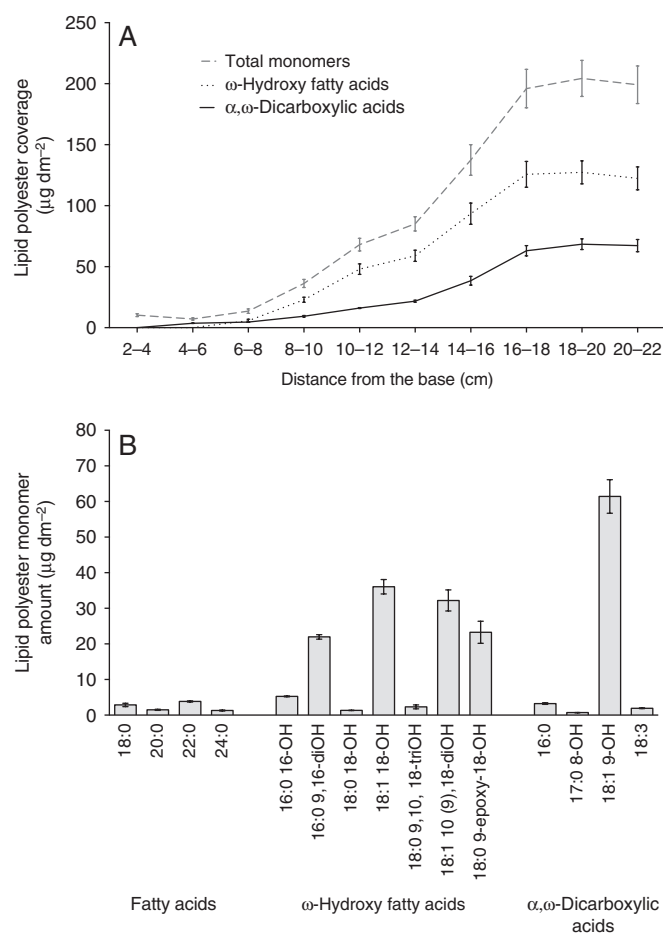 A
Total monomers
ω-Hydroxy fatty acids
α,ω-Dicarboxylic acids
Lipid polyester coverage
(μg dm⁻²)
250
200
150
100
50
0
2–4 4–6 6–8 8–10 10–12 12–14 14–16 16–18 18–20 20–22
Distance from the base (cm)
B
Lipid polyester monomer
amount (μg dm⁻²)
80
70
60
50
40
30
20
10
0
18:0
20:0
22:0
24:0
16:0 16-OH
16:0 9,16-diOH
18:0 18-OH
18:1 18-OH
18:0 9,10, 18-triOH
18:1 10 (9),18-diOH
18:0 9-epoxy-18-OH
16:0
17:0 8-OH
18:1 9-OH
18:3
Fatty acids
ω-Hydroxy fatty acids
α,ω-Dicarboxylic
acids